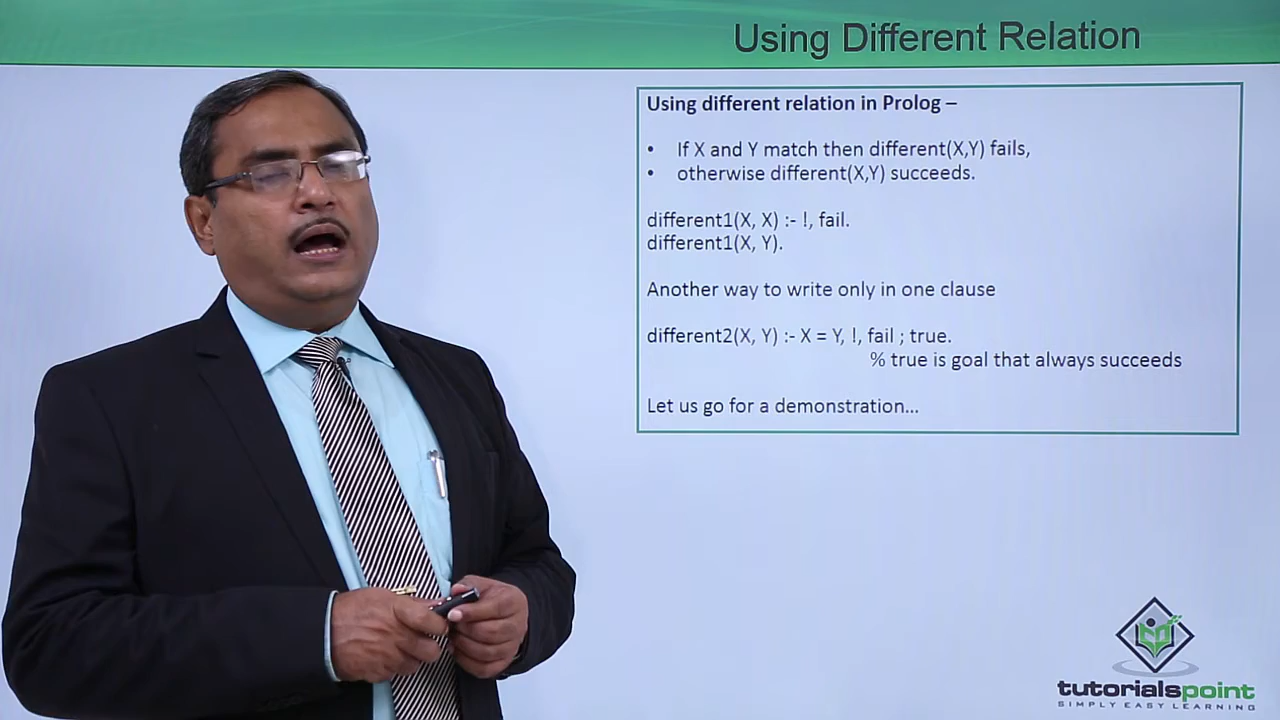 Using Different Relation
Using different relation in Prolog –
• If X and Y match then different(X,Y) fails,
• otherwise different(X,Y) succeeds.
different1(X, X) :- !, fail.
different1(X, Y).
Another way to write only in one clause
different2(X, Y) :- X = Y, !, fail ; true.
% true is goal that always succeeds
Let us go for a demonstration...
tutorialspoint
SIMPLY EASY LEARNING